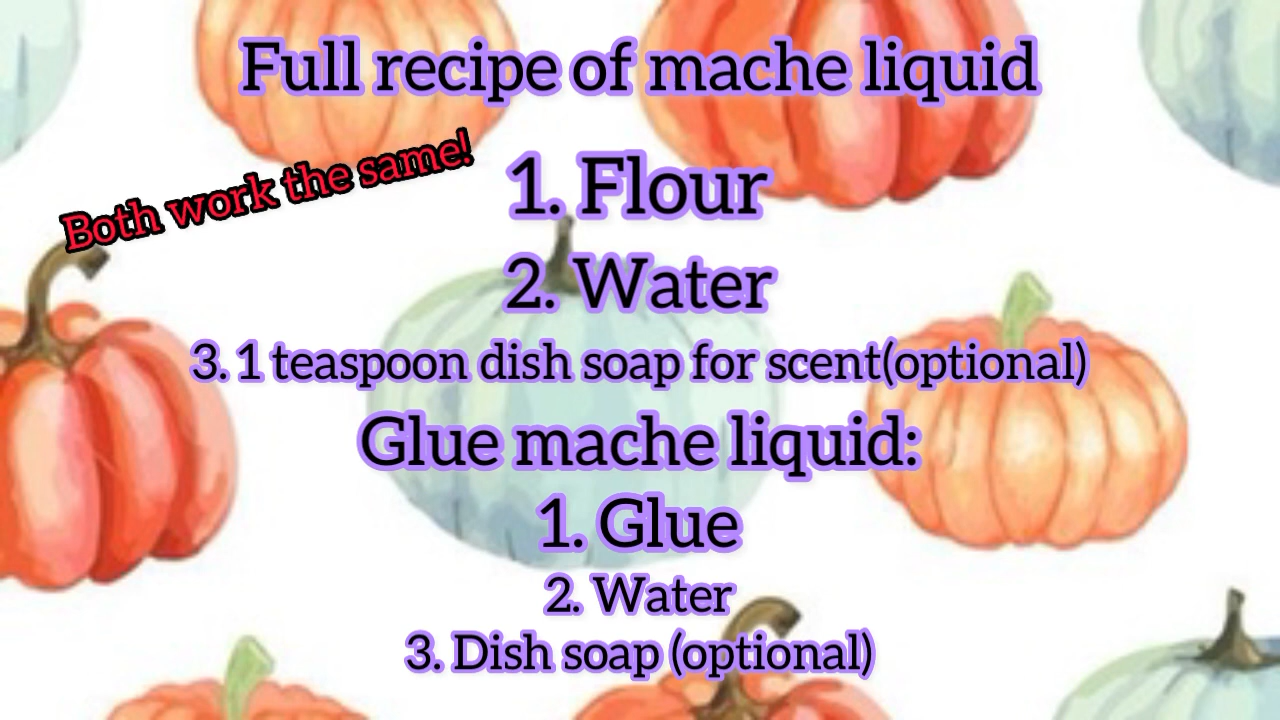 Full recipe of mache liquid
Both work the same!
1. Flour
2. Water
3. 1 teaspoon dish soap for scent(optional)
Glue mache liquid:
1. Glue
2. Water
3. Dish soap (optional)